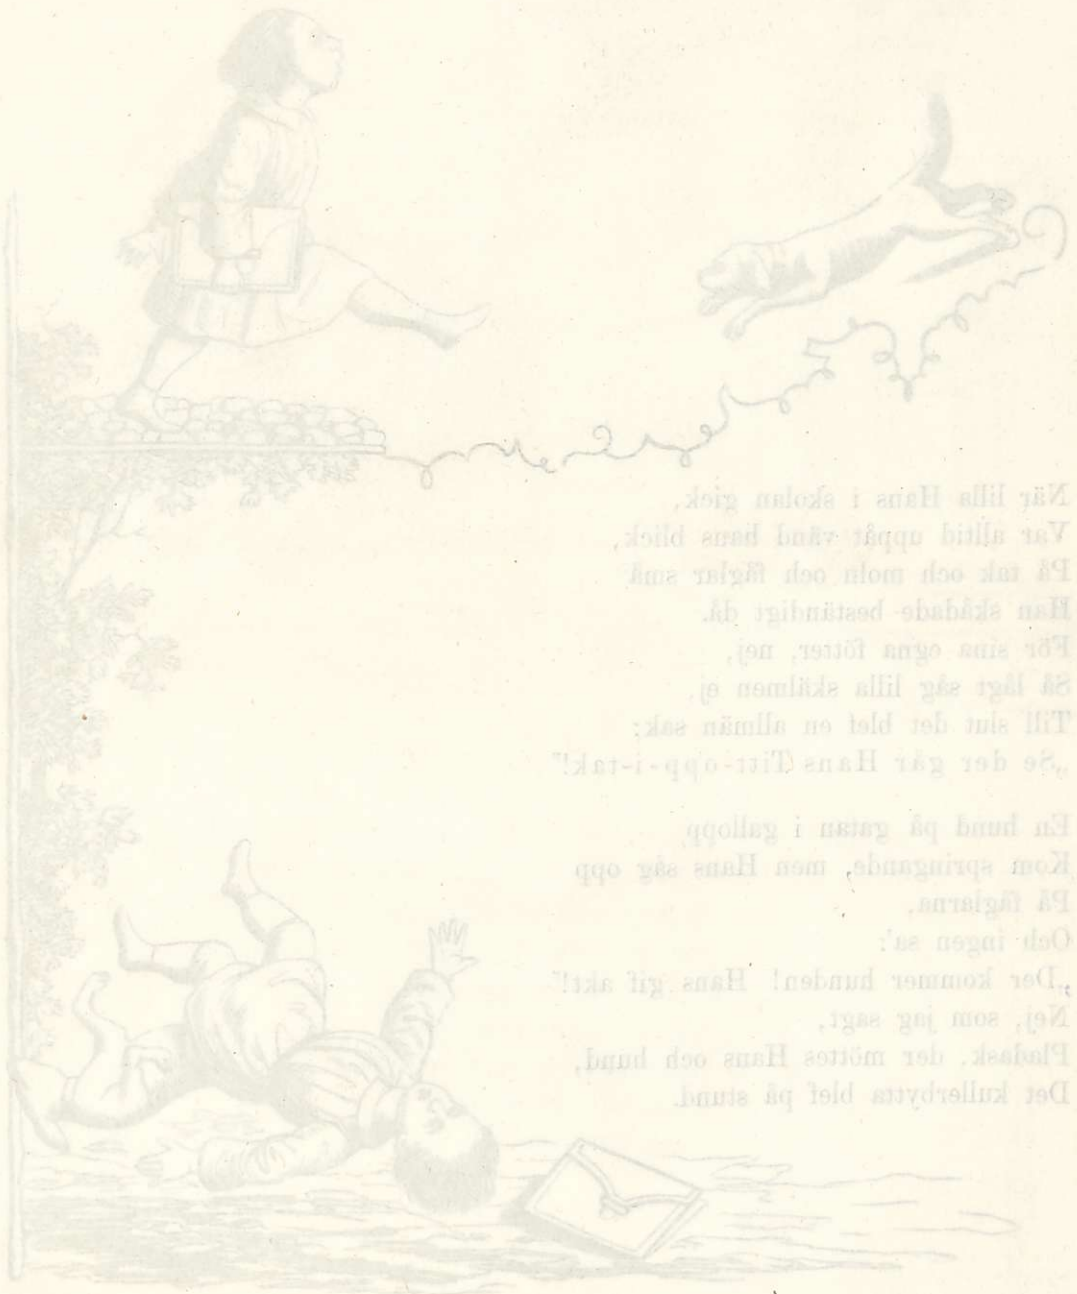 När lilla Hans i skolan gick,
Var alltid uppåt vänd hans blick,
På tak och moln och fåglar små
Han skådade beständigt då.
För sina egna fötter, nej,
Så lågt såg lilla skälmen ej,
Till slut det blef en allmän sak:
„Se der går Hans Titt-opp-i-tak!”
En hund på gatan i gallopp
Kom springande, men Hans såg opp
På fåglarna.
Och ingen sa’:
„Der kommer hunden! Hans gif akt!”
Nej, som jag sagt,
Pladask, der möttes Hans och hund,
Det kullerbytta blef på stund.